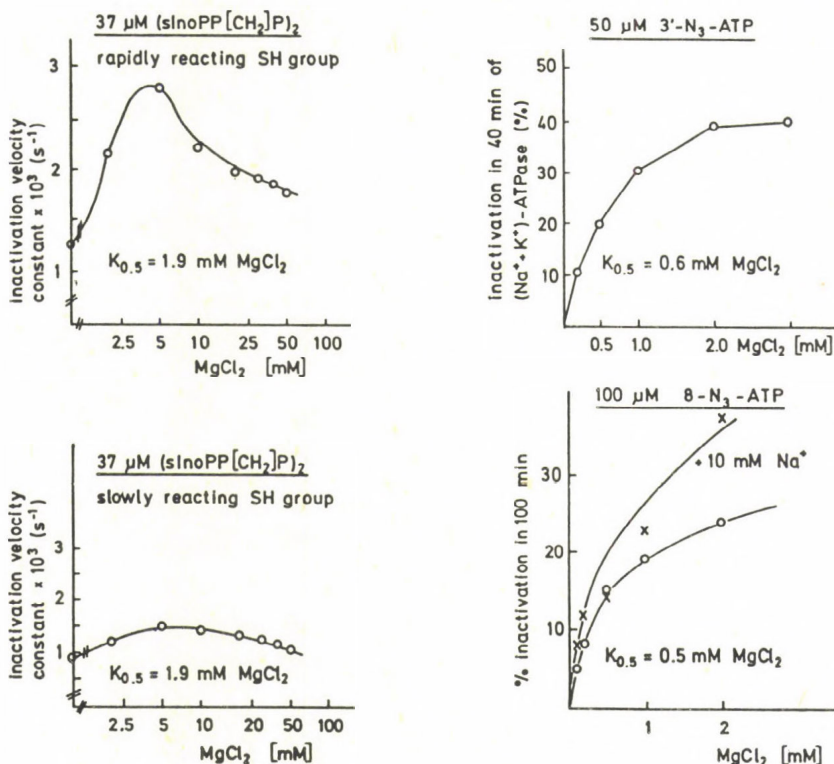 37 µM (sInoPP[CH₂]P)₂
rapidly reacting SH group
Inactivation velocity
constant x 10³ (s⁻¹)
3
2
1
K₀.₅ = 1.9 mM MgCl₂
2.5 5 10 20 50 100
MgCl₂ [mM]
50 µM 3'-N₃-ATP
inactivation in 40 min of
(Na⁺+K⁺)-ATPase (%)
50
40
30
20
10
K₀.₅ = 0.6 mM MgCl₂
0.5 1.0 2.0 MgCl₂ [mM]
37 µM (sInoPP[CH₂]P)₂
slowly reacting SH group
Inactivation velocity
constant x 10³ (s⁻¹)
3
2
1
K₀.₅ = 1.9 mM MgCl₂
2.5 5 10 20 50 100
MgCl₂ [mM]
100 µM 8-N₃-ATP
% inactivation in 100 min
30
20
10
+10 mM Na⁺
K₀.₅ = 0.5 mM MgCl₂
1 2
MgCl₂ [mM]